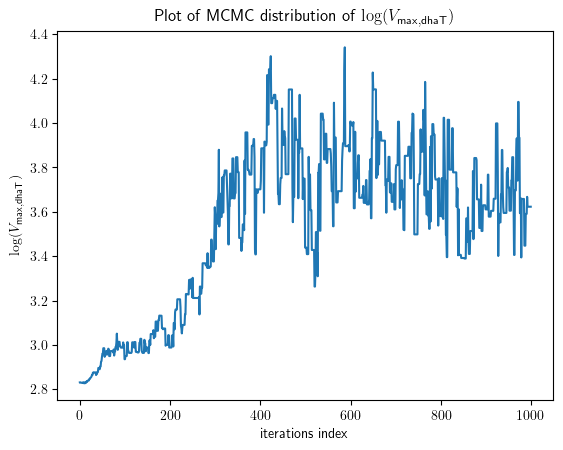 Plot of MCMC distribution of log(V_max,dhaT)
4.4
4.2
4.0
3.8
3.6
3.4
3.2
3.0
2.8
log(V_max,dhaT)
0 200 400 600 800 1000
iterations index